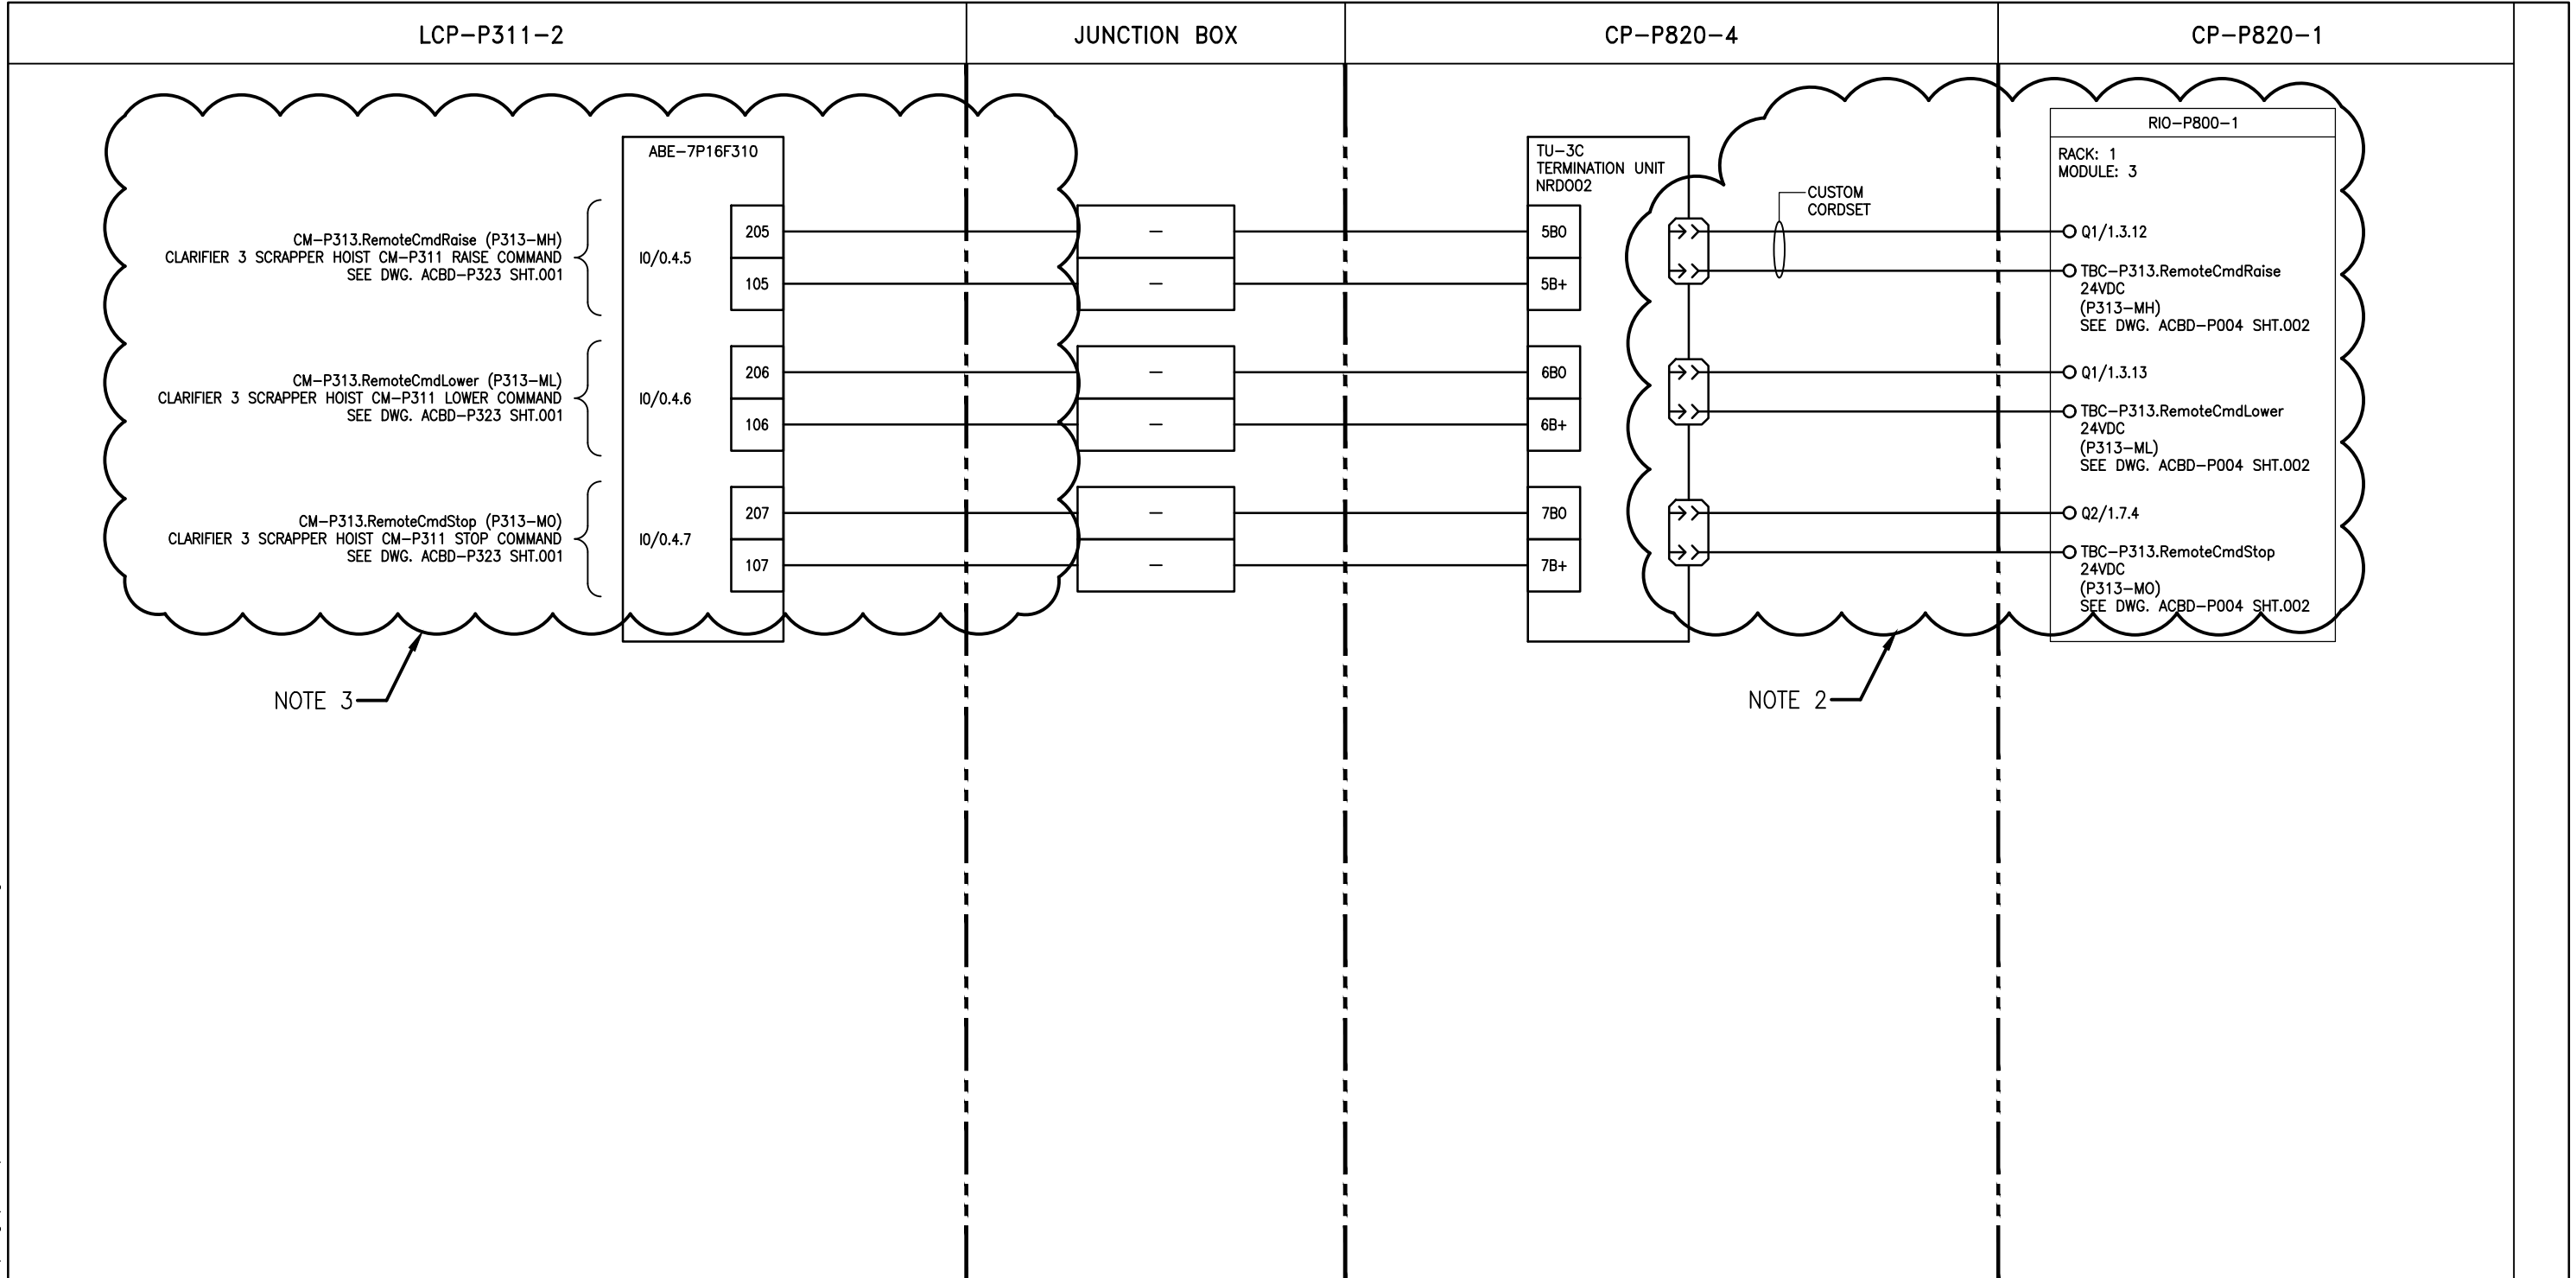 LCP-P311-2
JUNCTION BOX
CP-P820-4
CP-P820-1
ABE-7P16F310
CM-P313.RemoteCmdRaise (P313-MH)
CLARIFIER 3 SCRAPPER HOIST CM-P311 RAISE COMMAND
SEE DWG. ACBD-P323 SHT.001
I0/0.4.5
205
105
CM-P313.RemoteCmdLower (P313-ML)
CLARIFIER 3 SCRAPPER HOIST CM-P311 LOWER COMMAND
SEE DWG. ACBD-P323 SHT.001
I0/0.4.6
206
106
CM-P313.RemoteCmdStop (P313-MO)
CLARIFIER 3 SCRAPPER HOIST CM-P311 STOP COMMAND
SEE DWG. ACBD-P323 SHT.001
I0/0.4.7
207
107
NOTE 3
-
-
-
-
-
-
TU-3C
TERMINATION UNIT
NRDO02
5B0
5B+
6B0
6B+
7B0
7B+
CUSTOM
CORDSET
NOTE 2
RIO-P800-1
RACK: 1
MODULE: 3
Q1/1.3.12
TBC-P313.RemoteCmdRaise
24VDC
(P313-MH)
SEE DWG. ACBD-P004 SHT.002
Q1/1.3.13
TBC-P313.RemoteCmdLower
24VDC
(P313-ML)
SEE DWG. ACBD-P004 SHT.002
Q2/1.7.4
TBC-P313.RemoteCmdStop
24VDC
(P313-MO)
SEE DWG. ACBD-P004 SHT.002